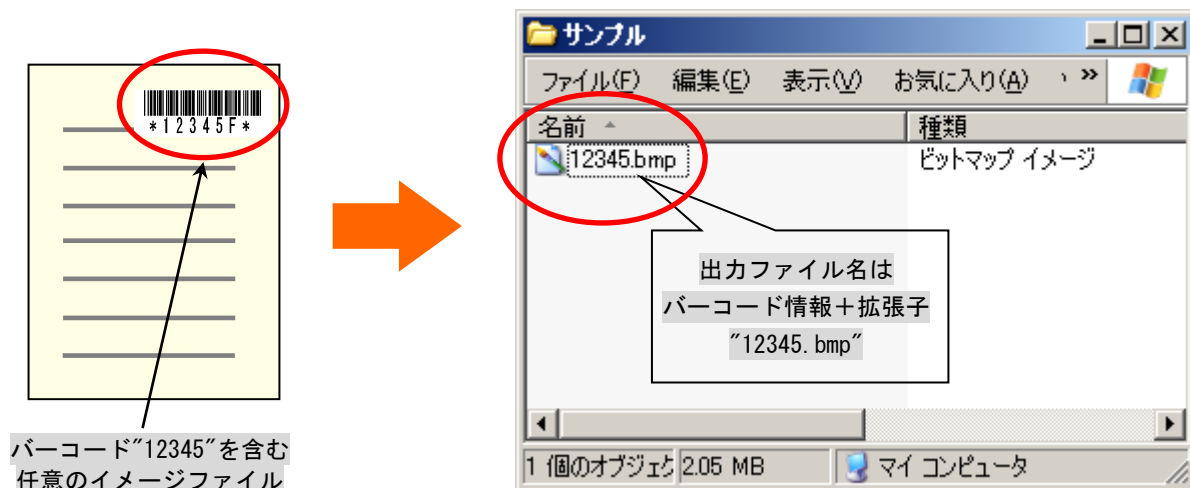 *12345F*
バーコード"12345"を含む
任意のイメージファイル
サンプル
ファイル(F) 編集(E) 表示(V) お気に入り(A) »
名前 種類
12345.bmp ビットマップ イメージ
出力ファイル名は
バーコード情報＋拡張子
"12345.bmp"
1 個のオブジェク 2.05 MB マイ コンピュータ